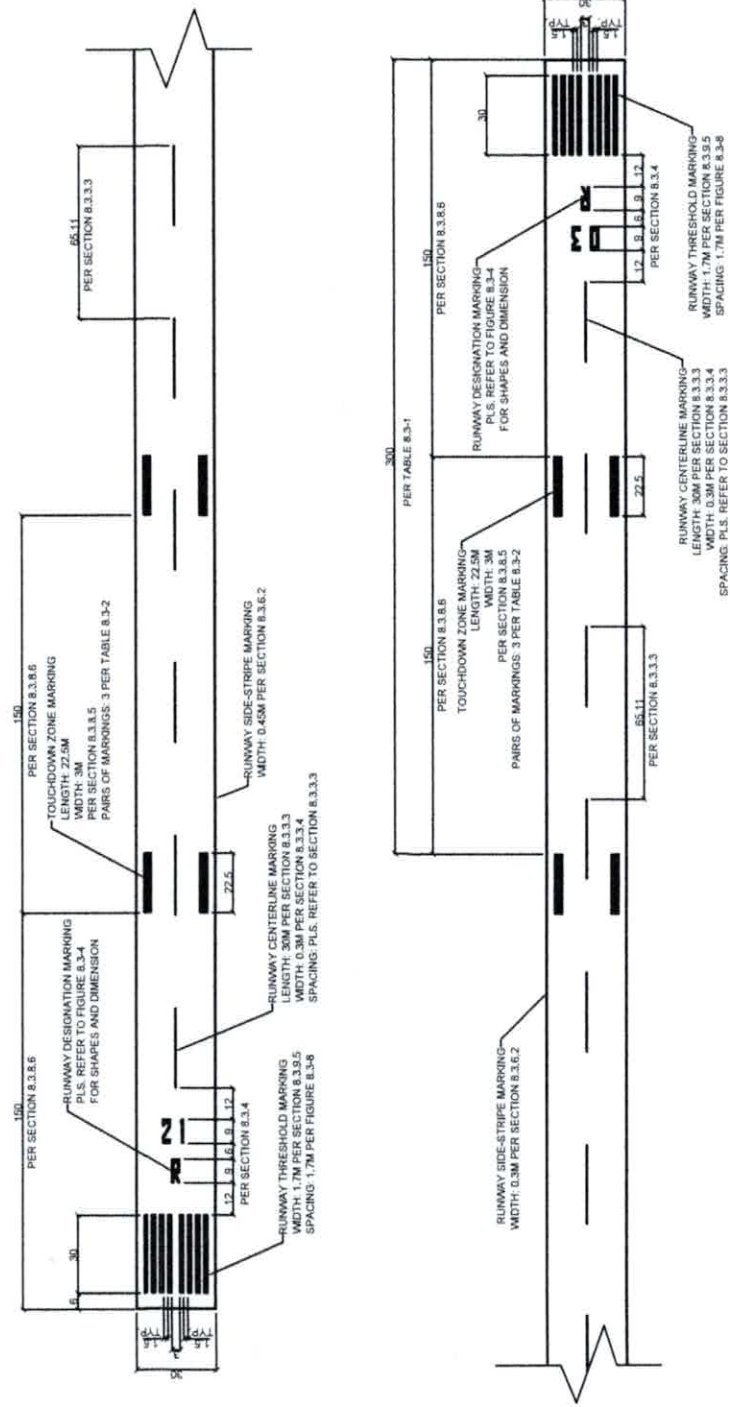 150
PER SECTION 8.3.8.6
RUNWAY DESIGNATION MARKING
PLS. REFER TO FIGURE 8.3-4
FOR SHAPES AND DIMENSION
150
PER SECTION 8.3.8.6
TOUCHDOWN ZONE MARKING
LENGTH: 22.5M
WIDTH: 3M
PER SECTION 8.3.8.5
PAIRS OF MARKINGS: 3 PER TABLE 8.3-2
65.11
PER SECTION 8.3.3.3
6
30
1.5
TYP.
3
1.5
TYP.
30
R
21
12
9
6
9
12
PER SECTION 8.3.4
22.5
RUNWAY THRESHOLD MARKING
WIDTH: 1.7M PER SECTION 8.3.9.5
SPACING: 1.7M PER FIGURE 8.3-8
RUNWAY CENTERLINE MARKING
LENGTH: 30M PER SECTION 8.3.3.3
WIDTH: 0.3M PER SECTION 8.3.3.4
SPACING: PLS. REFER TO SECTION 8.3.3.3
RUNWAY SIDE-STRIPE MARKING
WIDTH: 0.45M PER SECTION 8.3.6.2
300
PER TABLE 8.3-1
150
PER SECTION 8.3.8.6
150
PER SECTION 8.3.8.6
TOUCHDOWN ZONE MARKING
LENGTH: 22.5M
WIDTH: 3M
PER SECTION 8.3.8.5
PAIRS OF MARKINGS: 3 PER TABLE 8.3-2
RUNWAY DESIGNATION MARKING
PLS. REFER TO FIGURE 8.3-4
FOR SHAPES AND DIMENSION
30
1.5
TYP.
3
1.5
TYP.
30
RUNWAY SIDE-STRIPE MARKING
WIDTH: 0.3M PER SECTION 8.3.6.2
65.11
PER SECTION 8.3.3.3
22.5
03
R
12
9
6
9
12
PER SECTION 8.3.4
RUNWAY CENTERLINE MARKING
LENGTH: 30M PER SECTION 8.3.3.3
WIDTH: 0.3M PER SECTION 8.3.3.4
SPACING: PLS. REFER TO SECTION 8.3.3.3
RUNWAY THRESHOLD MARKING
WIDTH: 1.7M PER SECTION 8.3.9.5
SPACING: 1.7M PER FIGURE 8.3-8